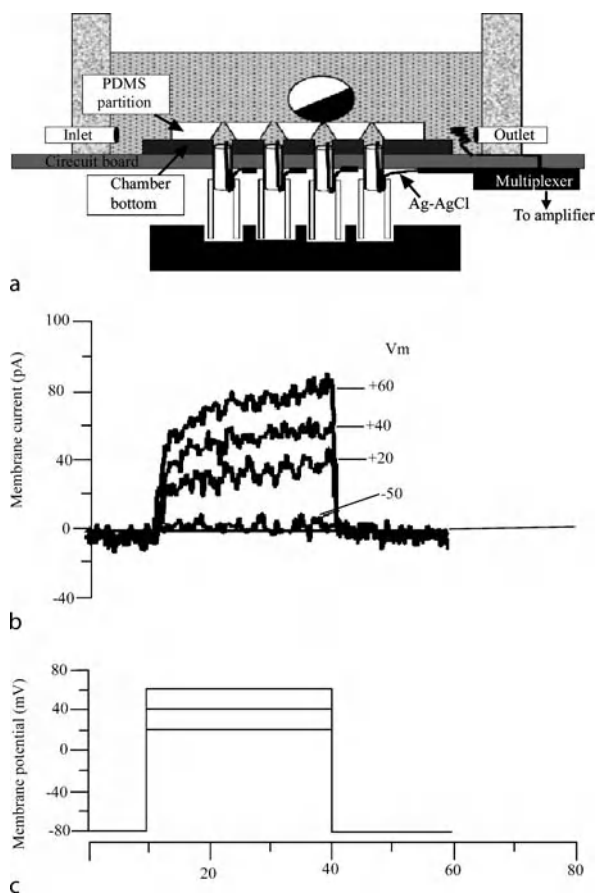 PDMS
partition
Inlet
Outlet
Cirecuit board
Chamber
bottom
Ag-AgCl
Multiplexer
To amplifier
a
100
80
40
0
-40
Membrane current (pA)
Vm
+60
+40
+20
-50
80
b
80
40
0
-40
-80
Membrane potential (mV)
20
40
60
80
c